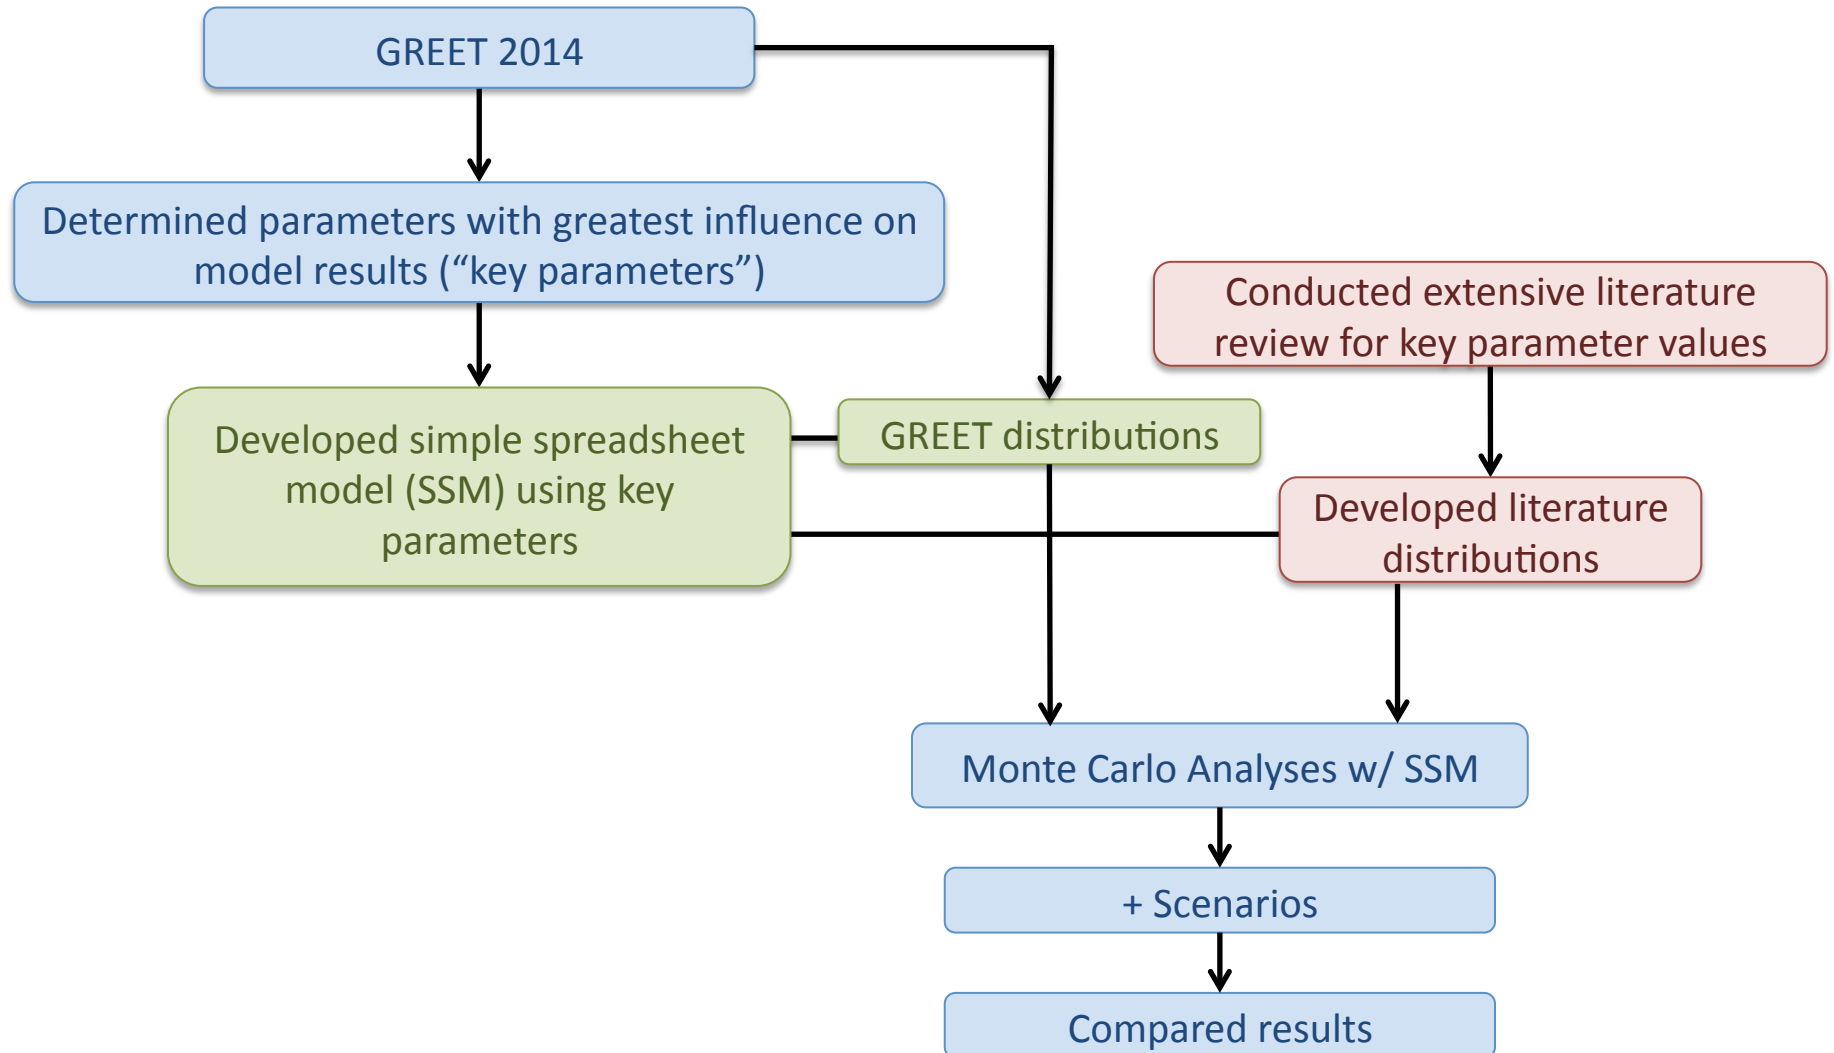 GREET 2014
Determined parameters with greatest influence on
model results (“key parameters”)
Conducted extensive literature
review for key parameter values
Developed simple spreadsheet
model (SSM) using key
parameters
GREET distributions
Developed literature
distributions
Monte Carlo Analyses w/ SSM
+ Scenarios
Compared results